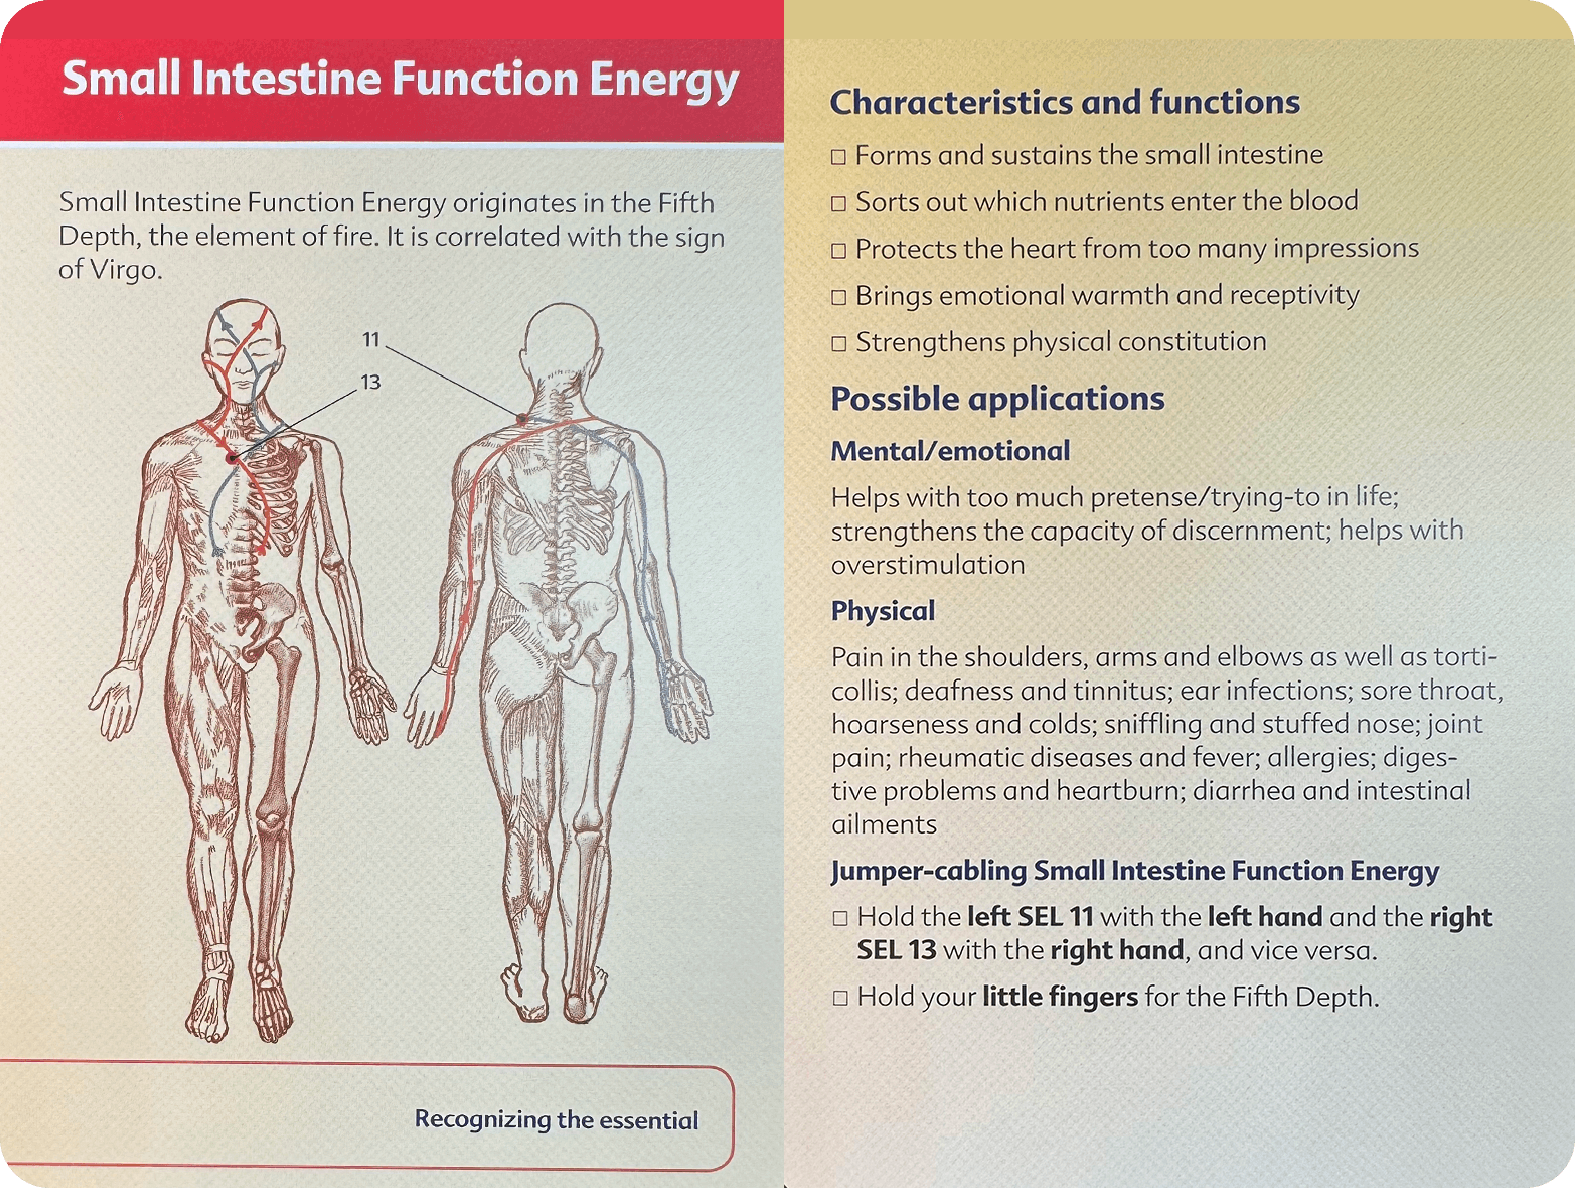 Small Intestine Function Energy
Small Intestine Function Energy originates in the Fifth
Depth, the element of fire. It is correlated with the sign
of Virgo.
11
13
Recognizing the essential
Characteristics and functions
□ Forms and sustains the small intestine
□ Sorts out which nutrients enter the blood
□ Protects the heart from too many impressions
□ Brings emotional warmth and receptivity
□ Strengthens physical constitution
Possible applications
Mental/emotional
Helps with too much pretense/trying-to in life;
strengthens the capacity of discernment; helps with
overstimulation
Physical
Pain in the shoulders, arms and elbows as well as torti-
collis; deafness and tinnitus; ear infections; sore throat,
hoarseness and colds; sniffling and stuffed nose; joint
pain; rheumatic diseases and fever; allergies; diges-
tive problems and heartburn; diarrhea and intestinal
ailments
Jumper-cabling Small Intestine Function Energy
□ Hold the left SEL 11 with the left hand and the right
SEL 13 with the right hand, and vice versa.
□ Hold your little fingers for the Fifth Depth.